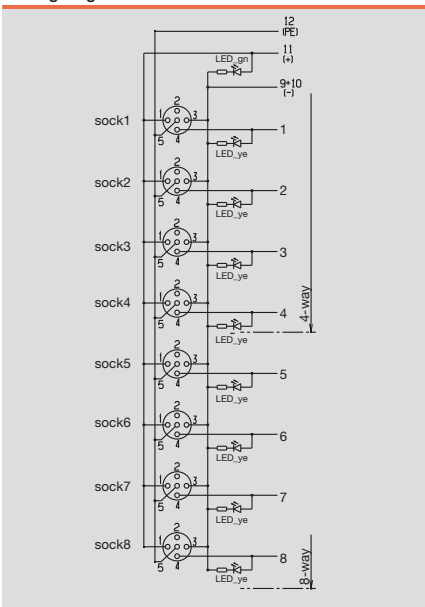 12
(PE)
11
(+)
LED_gn
9+10
(-)
sock1
2
1
3
5
4
1
LED_ye
sock2
2
1
3
5
4
2
LED_ye
sock3
2
1
3
5
4
3
LED_ye
sock4
2
1
3
5
4
4
LED_ye
4-way
sock5
2
1
3
5
4
5
LED_ye
sock6
2
1
3
5
4
6
LED_ye
sock7
2
1
3
5
4
7
LED_ye
sock8
2
1
3
5
4
8
LED_ye
8-way